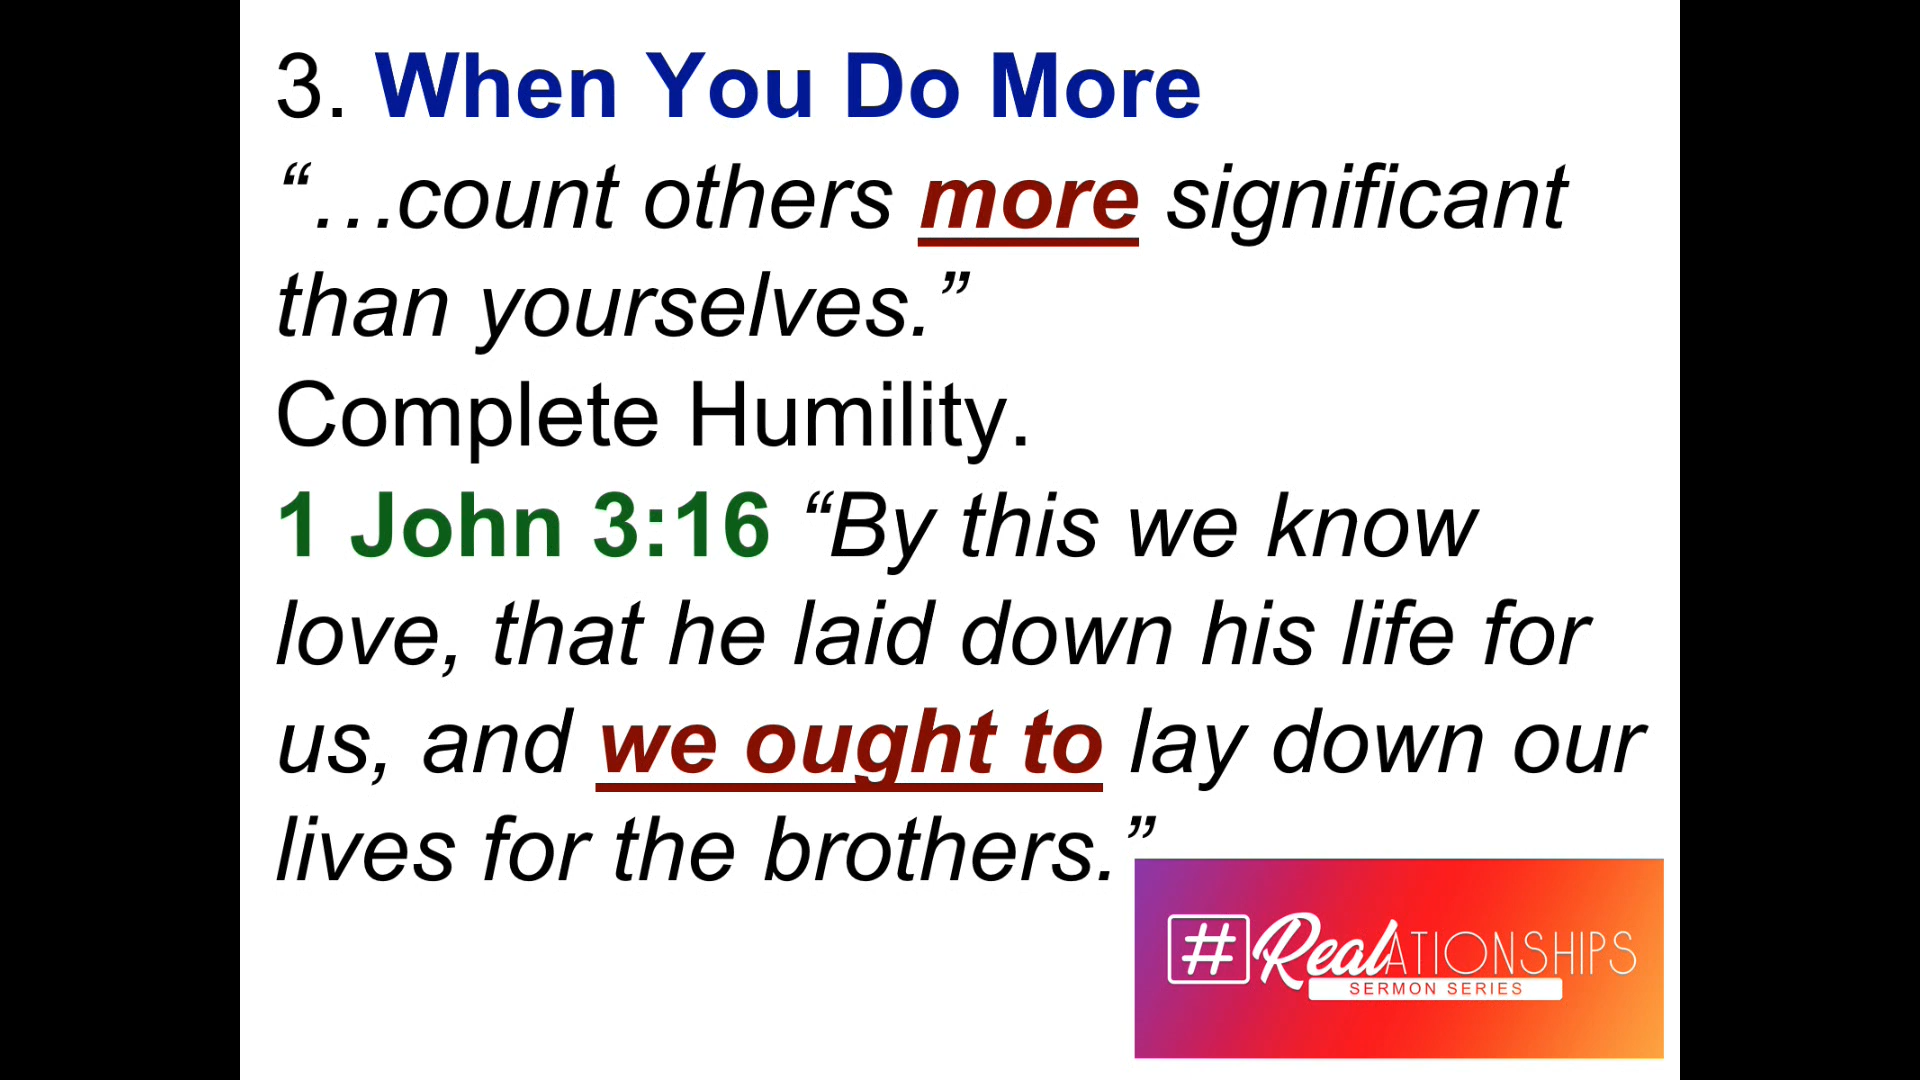 3. When You Do More
“…count others more significant
than yourselves.”
Complete Humility.
1 John 3:16 “By this we know
love, that he laid down his life for
us, and we ought to lay down our
lives for the brothers.”
#RealATIONSHIPS
SERMON SERIES